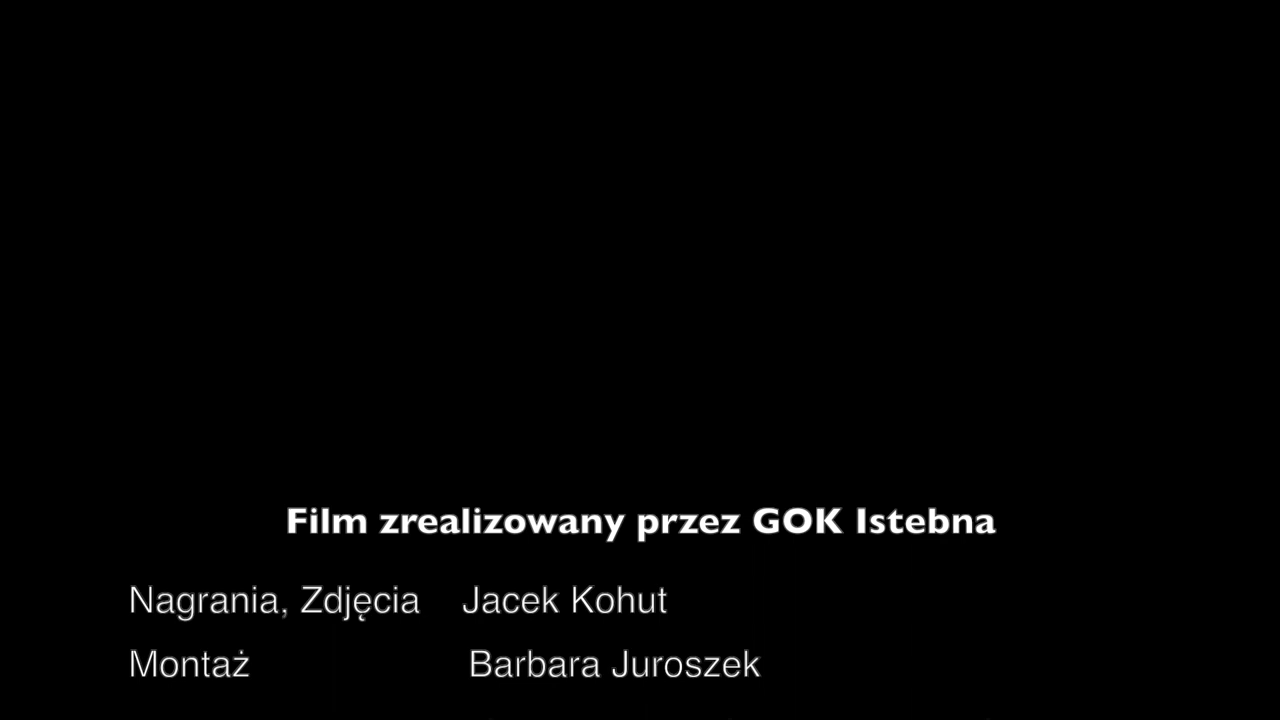 Film zrealizowany przez GOK Istebna
Nagrania, Zdjęcia Jacek Kohut
Montaż Barbara Juroszek